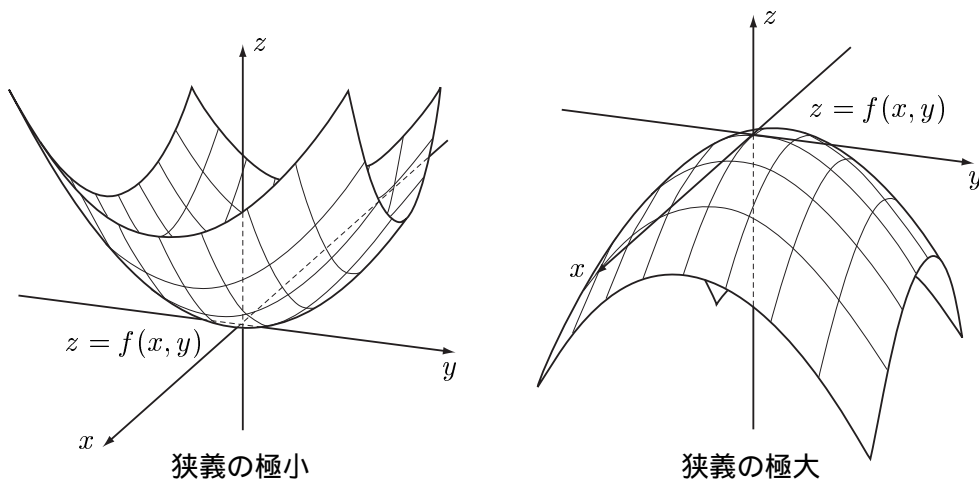 z
z = f(x, y)
y
x
狭義の極小
z
z = f(x, y)
y
x
狭義の極大